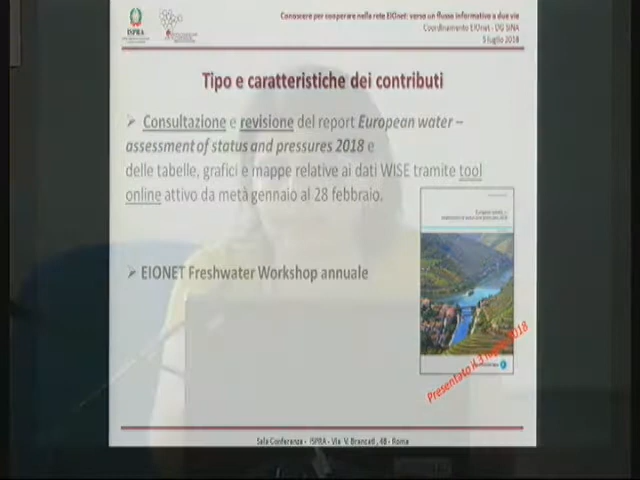 Conoscere per cooperare nella rete EIOnet: verso un flusso informativo a due vie
Coordinamento EIOnet - DG SINA
5 luglio 2018
ISPRA
Tipo e caratteristiche dei contributi
➢ Consultazione e revisione del report European water –
assessment of status and pressures 2018 e
delle tabelle, grafici e mappe relative ai dati WISE tramite tool
online attivo da metà gennaio al 28 febbraio.
➢ EIONET Freshwater Workshop annuale
Presentato il 3 luglio 2018
Sala Conferenza - ISPRA - Via V. Brancati, 48 - Roma